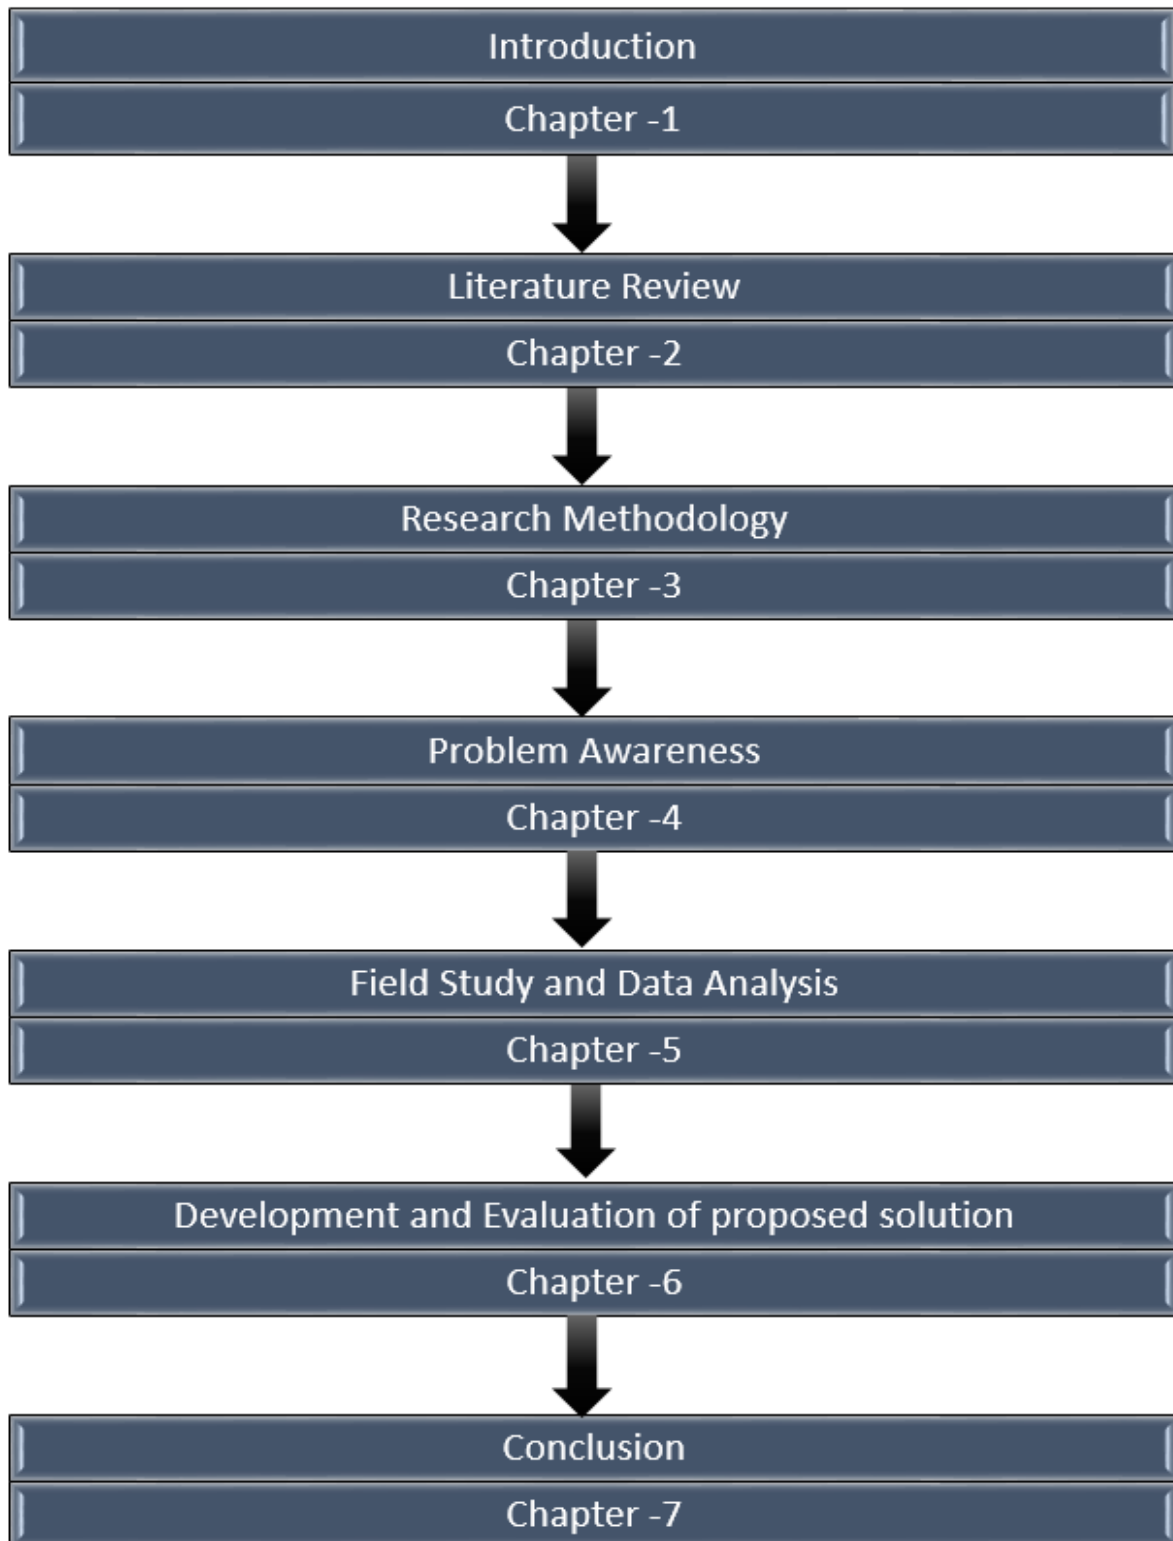 Introduction
Chapter -1
Literature Review
Chapter -2
Research Methodology
Chapter -3
Problem Awareness
Chapter -4
Field Study and Data Analysis
Chapter -5
Development and Evaluation of proposed solution
Chapter -6
Conclusion
Chapter -7